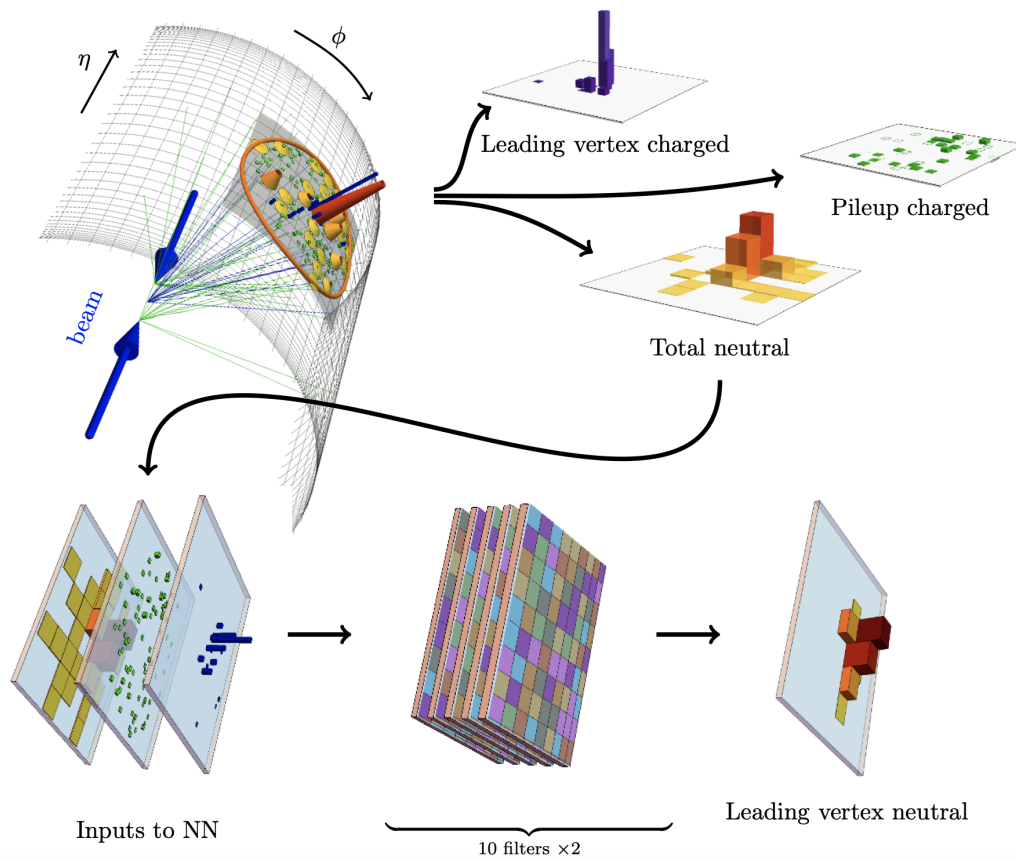 η
ϕ
Leading vertex charged
Pileup charged
beam
Total neutral
Inputs to NN
Leading vertex neutral
10 filters ×2